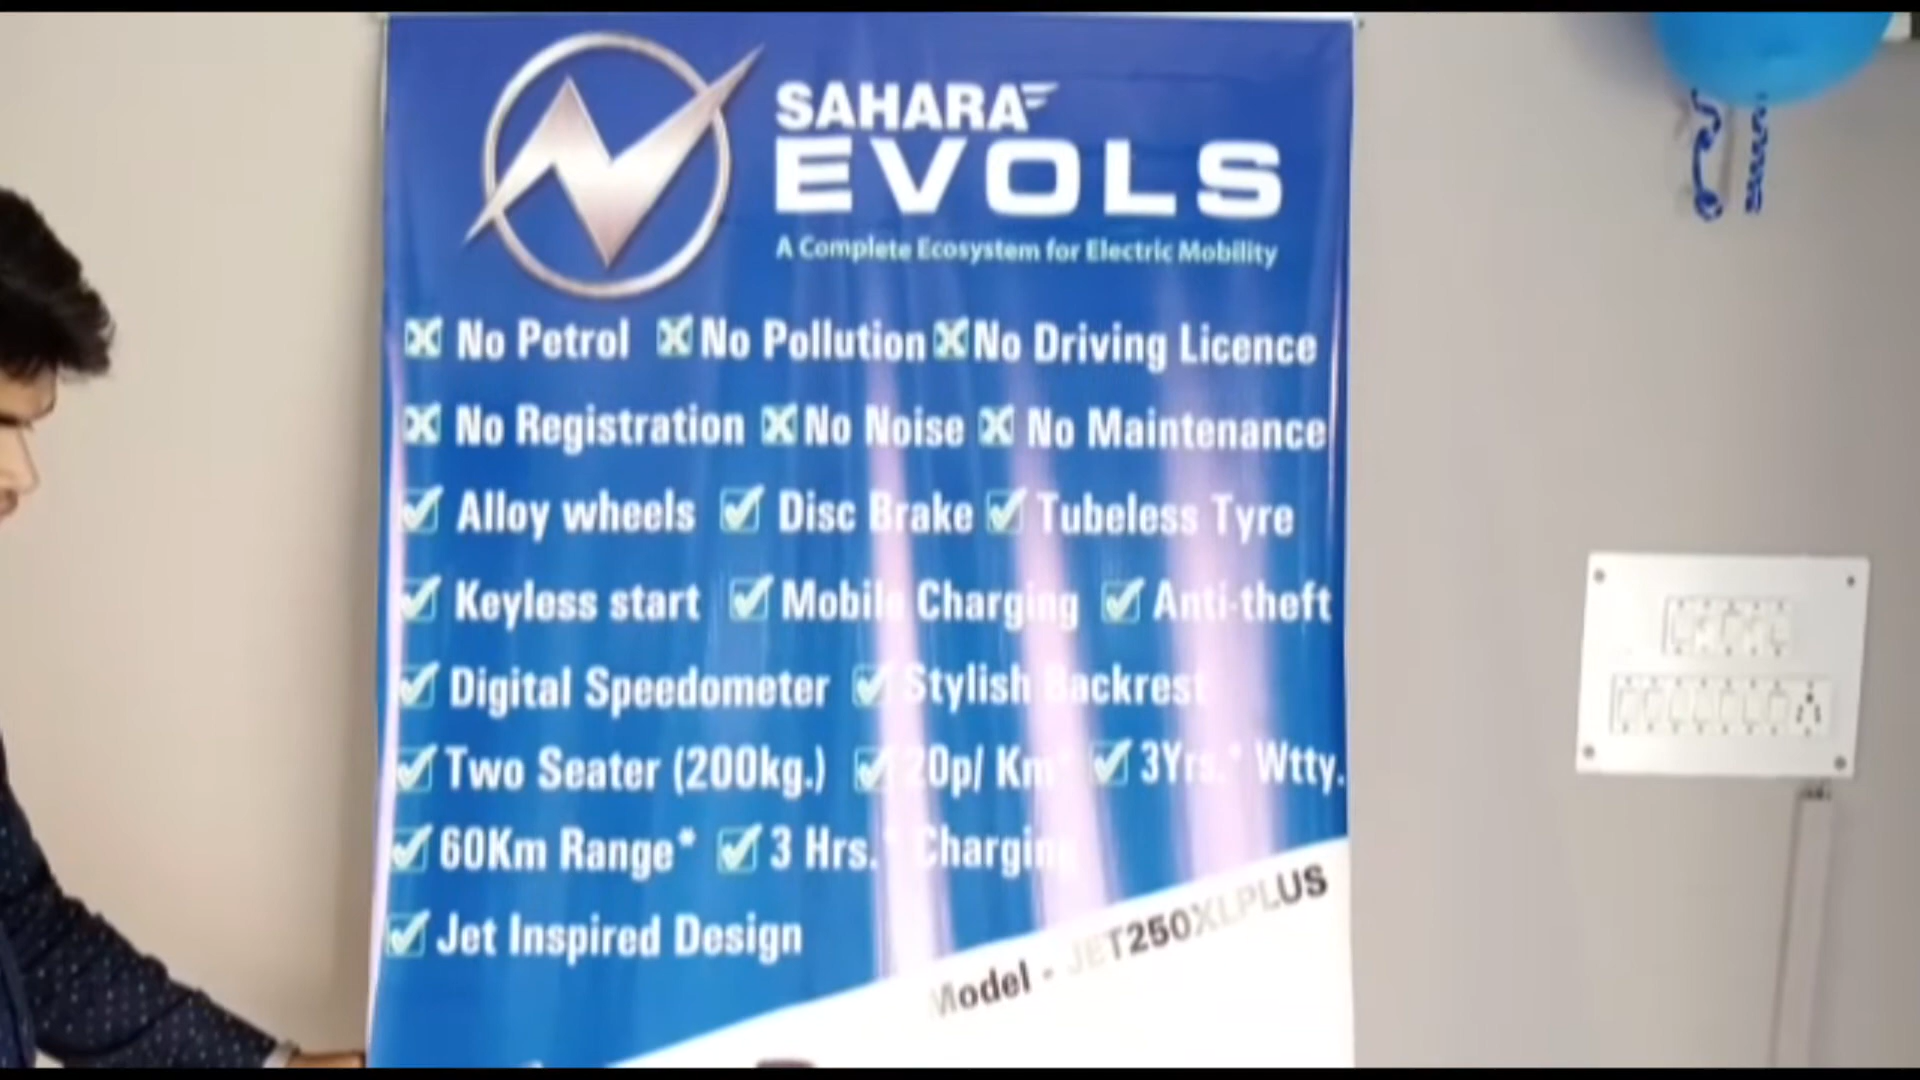 SAHARA
EVOLS
A Complete Ecosystem for Electric Mobility
No Petrol No Pollution No Driving Licence
No Registration No Noise No Maintenance
Alloy wheels Disc Brake Tubeless Tyre
Keyless start Mobile Charging Anti-theft
Digital Speedometer Stylish Backrest
Two Seater (200kg.) 20p/ Km* 3Yrs.* Wtty.
60Km Range* 3 Hrs.* Charging
Jet Inspired Design
Model - JET250XLPLUS